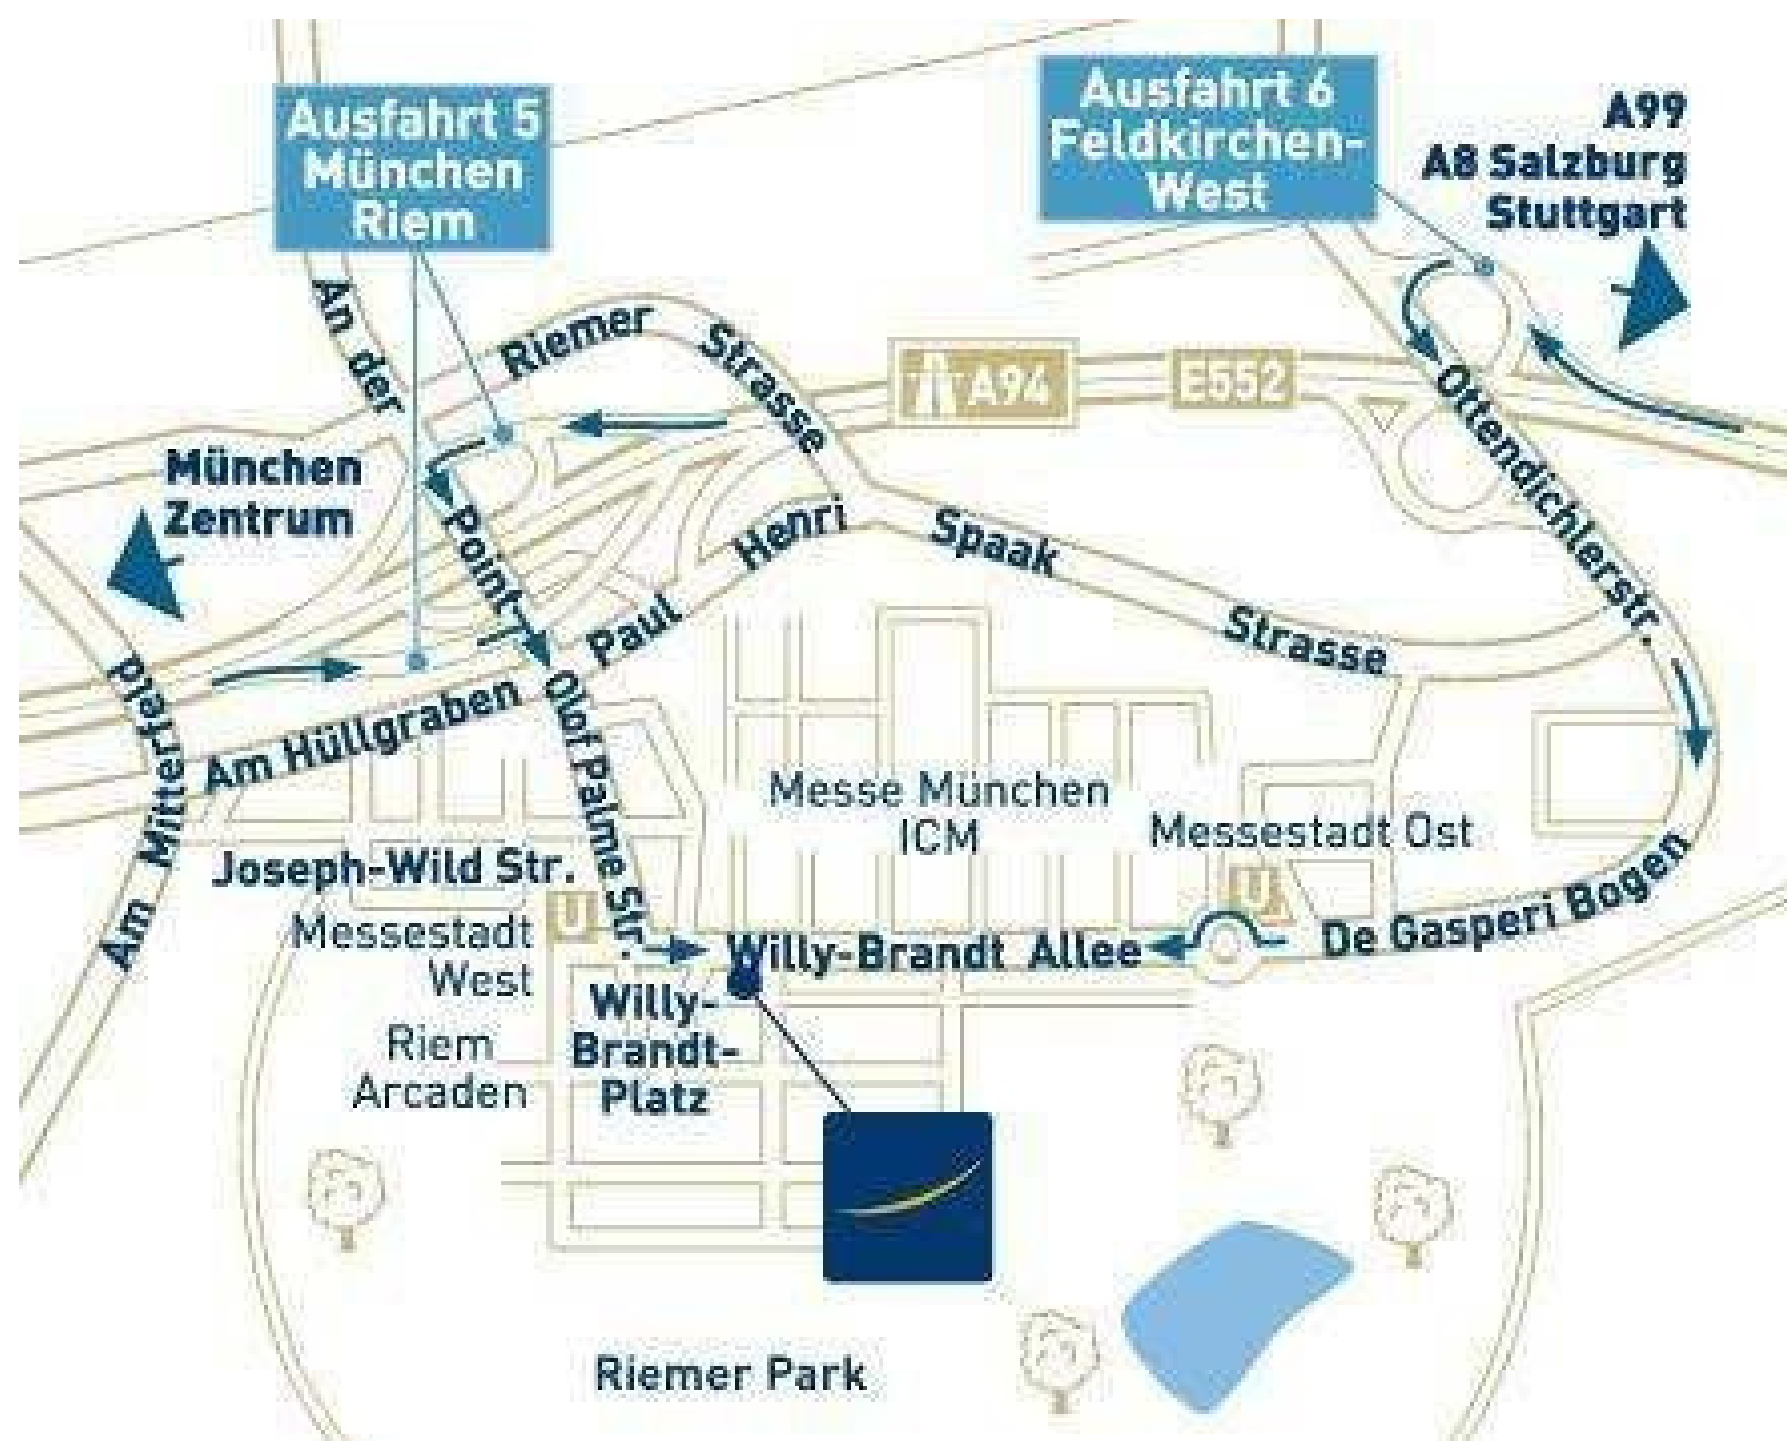 Ausfahrt 5
München
Riem
Ausfahrt 6
Feldkirchen-
West
A99
A8 Salzburg
Stuttgart
An der
Point
Riemer
Strasse
A94
E552
Ottendichlerstr.
München
Zentrum
Paul
Henri
Spaak
Strasse
Am Mitterfeld
Am Hüllgraben
Olof Palme Str.
Messe München
ICM
Messestadt Ost
Joseph-Wild Str.
U
U
Messestadt
West
Willy-Brandt Allee
De Gasperi Bogen
Willy-
Brandt-
Platz
Riem
Arcaden
Riemer Park